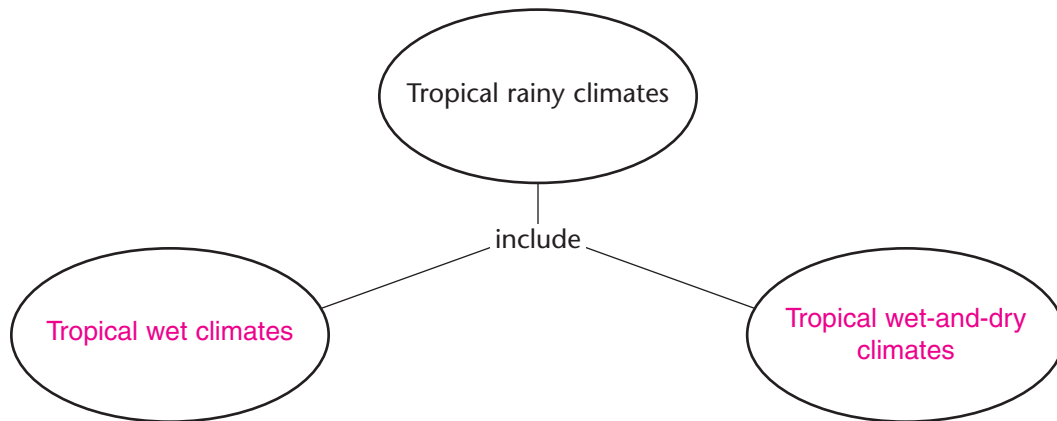 Tropical rainy climates
include
Tropical wet climates
Tropical wet-and-dry
climates